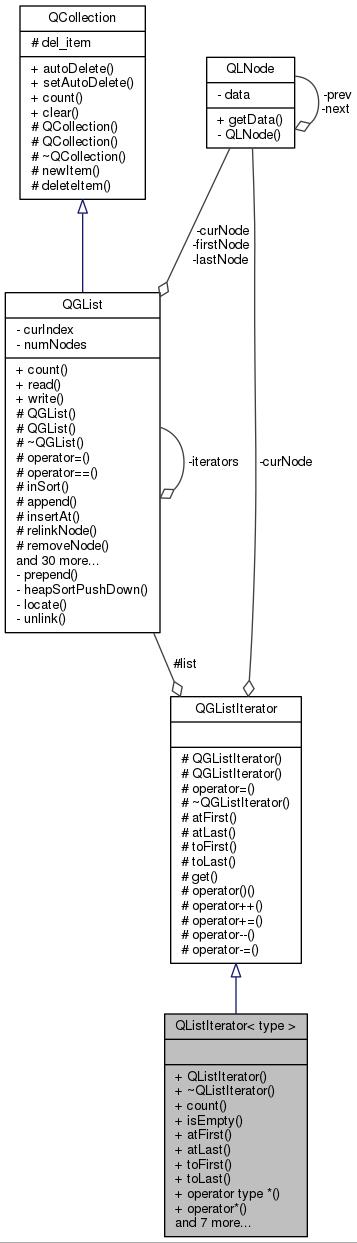 QCollection
# del_item
+ autoDelete()
+ setAutoDelete()
+ count()
+ clear()
# QCollection()
# QCollection()
# ~QCollection()
# newItem()
# deleteItem()
QLNode
- data
+ getData()
- QLNode()
-prev
-next
-curNode
-firstNode
-lastNode
QGList
- curIndex
- numNodes
+ count()
+ read()
+ write()
# QGList()
# QGList()
# ~QGList()
# operator=()
# operator==()
# inSort()
# append()
# insertAt()
# relinkNode()
# removeNode()
and 30 more...
- prepend()
- heapSortPushDown()
- locate()
- unlink()
-iterators
-curNode
#list
QGListIterator
# QGListIterator()
# QGListIterator()
# operator=()
# ~QGListIterator()
# atFirst()
# atLast()
# toFirst()
# toLast()
# get()
# operator()()
# operator++()
# operator+=()
# operator--()
# operator-=()
QListIterator< type >
+ QListIterator()
+ ~QListIterator()
+ count()
+ isEmpty()
+ atFirst()
+ atLast()
+ toFirst()
+ toLast()
+ operator type *()
+ operator*()
and 7 more...